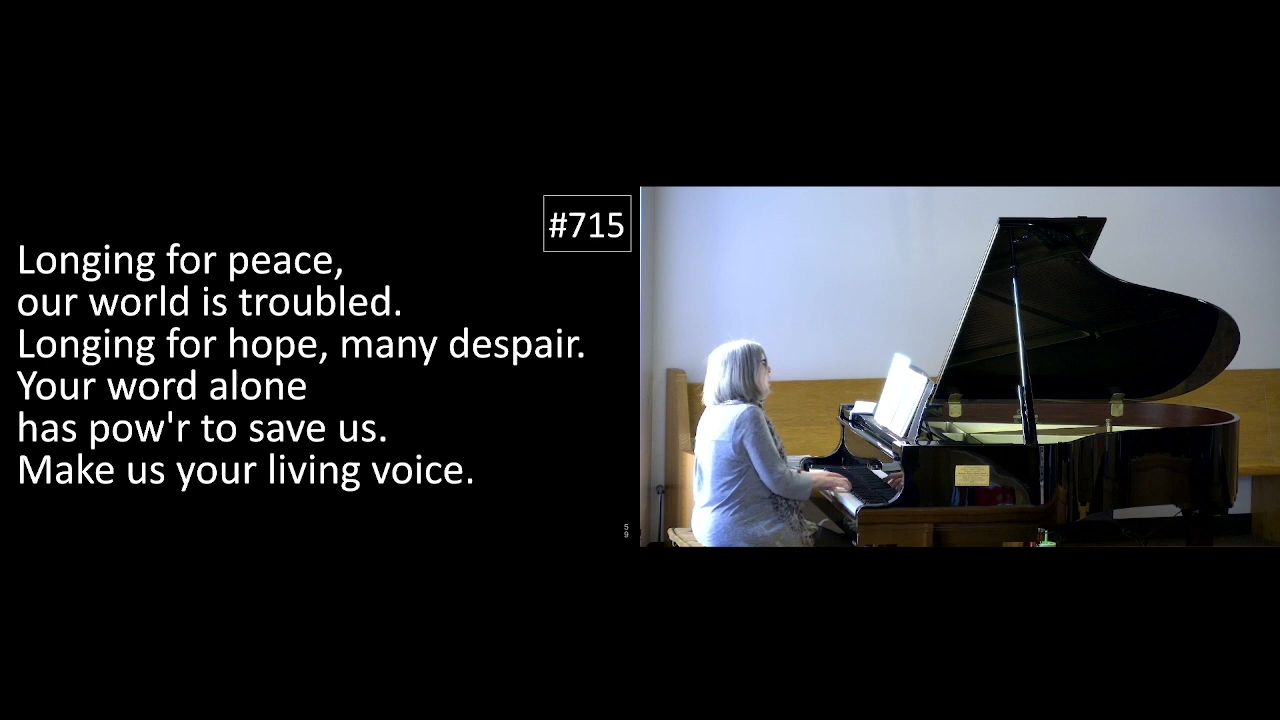 #715
Longing for peace,
our world is troubled.
Longing for hope, many despair.
Your word alone
has pow'r to save us.
Make us your living voice.
59